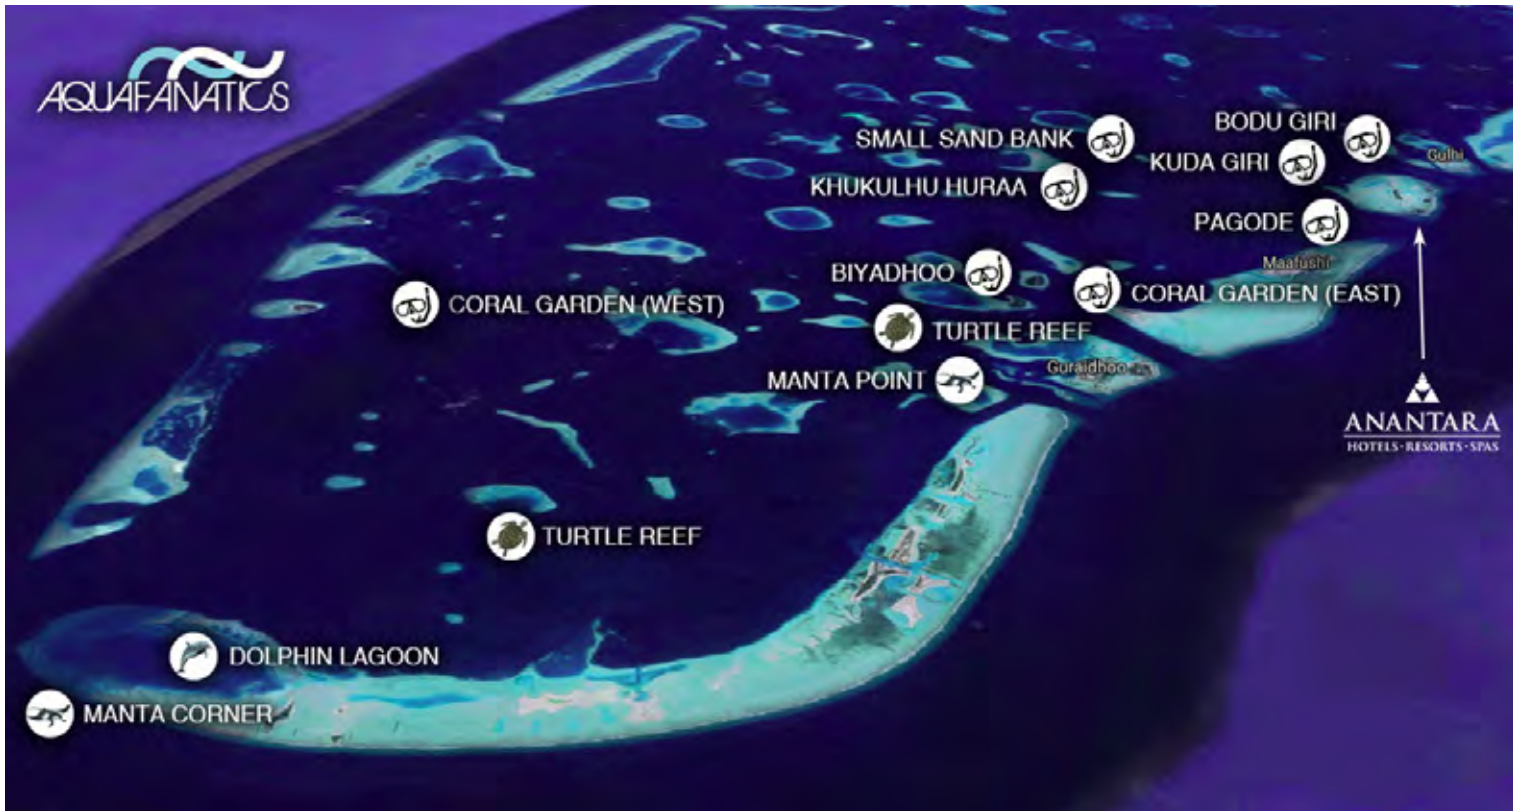 AQUAFANATICS
BODU GIRI
SMALL SAND BANK
KUDA GIRI
Gulhi
KHUKULHU HURAA
PAGODE
Maafushi
BIYADHOO
CORAL GARDEN (EAST)
CORAL GARDEN (WEST)
TURTLE REEF
Guraidhoo
MANTA POINT
ANANTARA
HOTELS·RESORTS·SPAS
TURTLE REEF
DOLPHIN LAGOON
MANTA CORNER